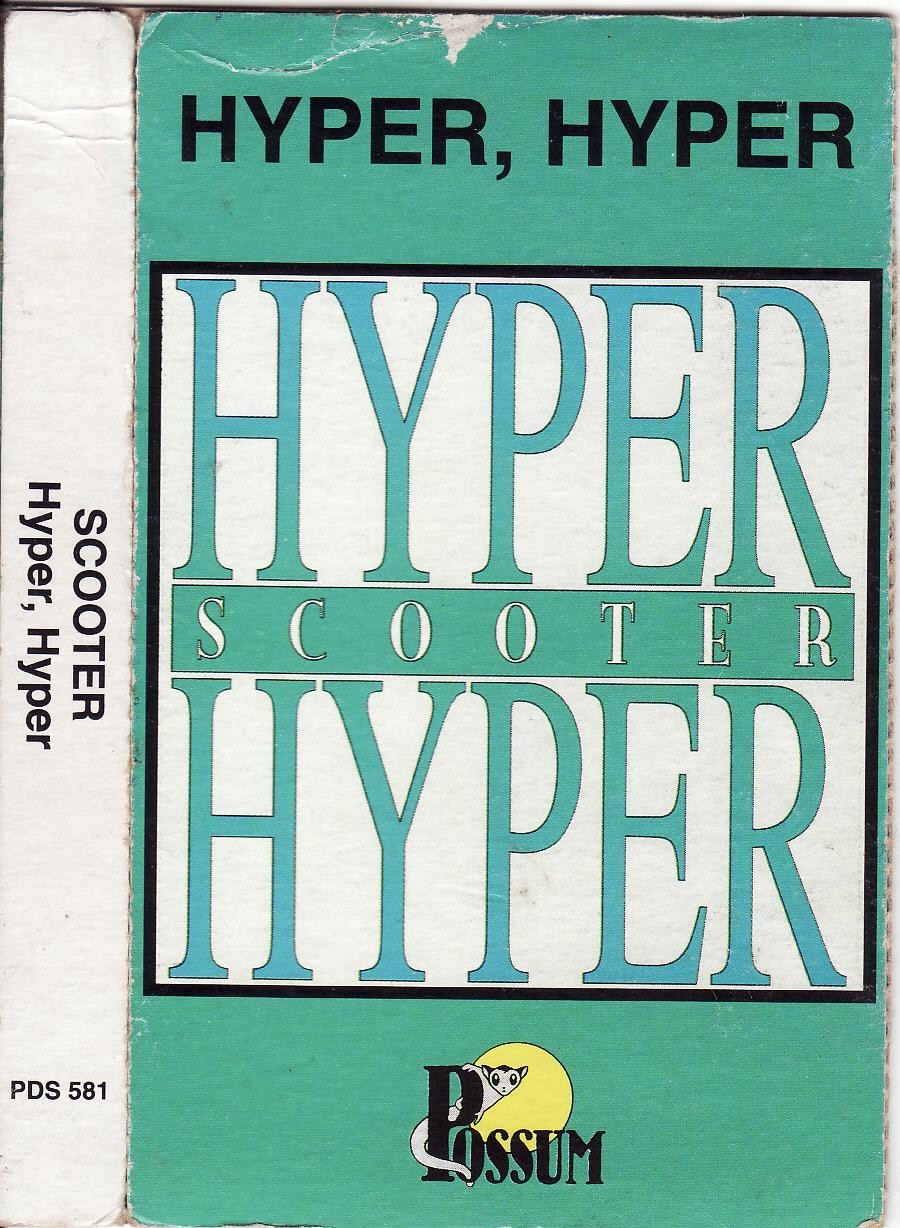 SCOOTER
Hyper, Hyper
PDS 581
HYPER, HYPER
HYPER
SCOOTER
HYPER
POSSUM